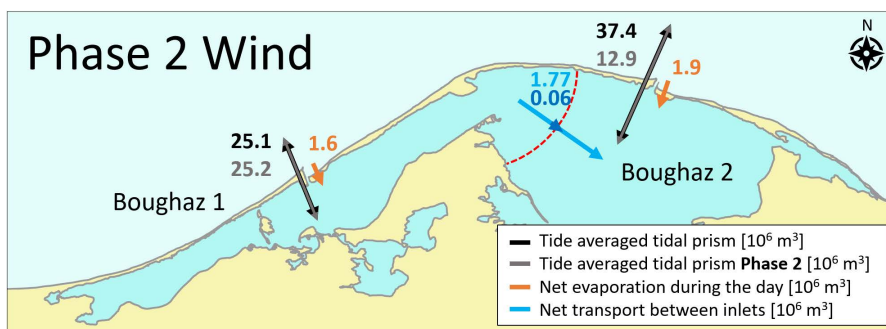 Phase 2 Wind
N
37.4
12.9
1.9
1.77
0.06
25.1
25.2
1.6
Boughaz 1
Boughaz 2
Tide averaged tidal prism [10⁶ m³]
Tide averaged tidal prism Phase 2 [10⁶ m³]
Net evaporation during the day [10⁶ m³]
Net transport between inlets [10⁶ m³]